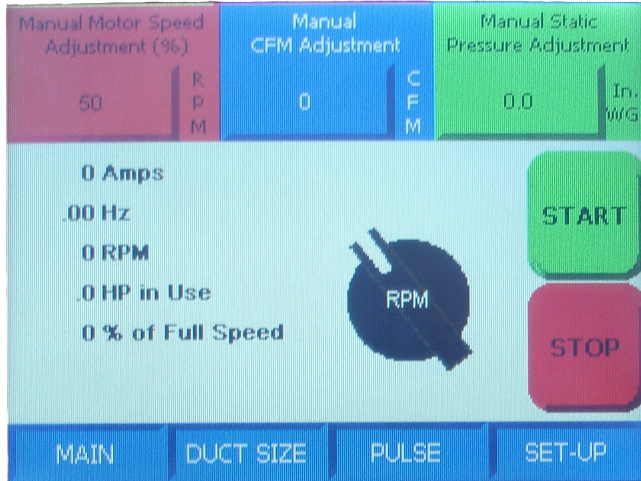 Manual Motor Speed
Adjustment (%)
50
R
P
M
Manual
CFM Adjustment
0
C
F
M
Manual Static
Pressure Adjustment
0.0
In.
WG
0 Amps
.00 Hz
0 RPM
.0 HP in Use
0 % of Full Speed
RPM
START
STOP
MAIN
DUCT SIZE
PULSE
SET-UP